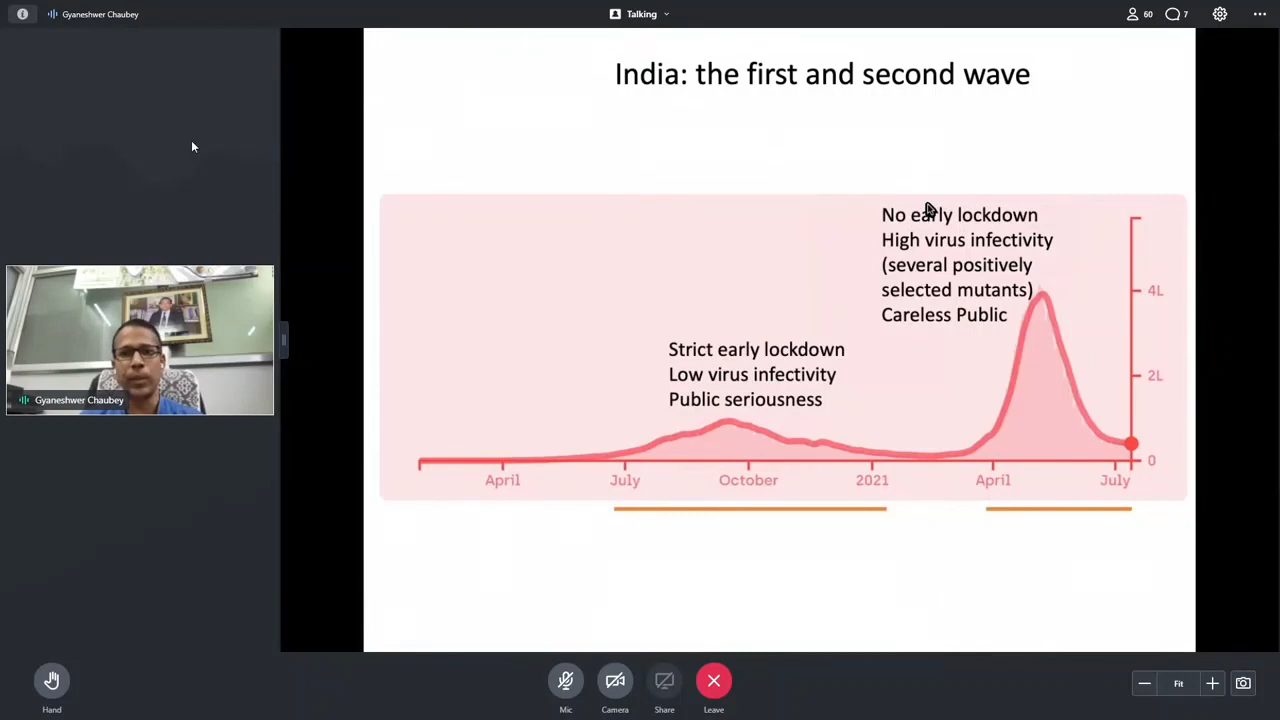 Gyaneshwer Chaubey
Talking
60
7
India: the first and second wave
No early lockdown
High virus infectivity
(several positively
selected mutants)
Careless Public
4L
Strict early lockdown
Low virus infectivity
Public seriousness
2L
0
April
July
October
2021
April
July
Gyaneshwer Chaubey
Hand
Mic
Camera
Share
Leave
Fit